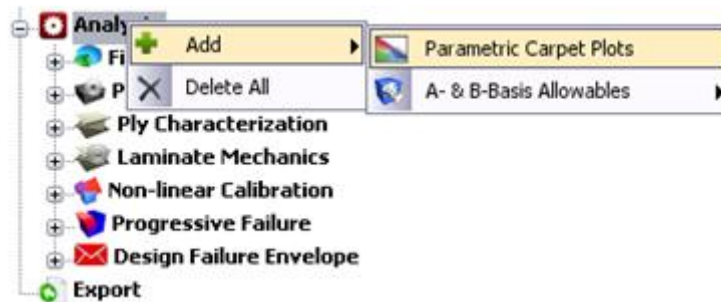 Analy
Add
Parametric Carpet Plots
Fi
P
Delete All
A- & B-Basis Allowables
Ply Characterization
Laminate Mechanics
Non-linear Calibration
Progressive Failure
Design Failure Envelope
Export